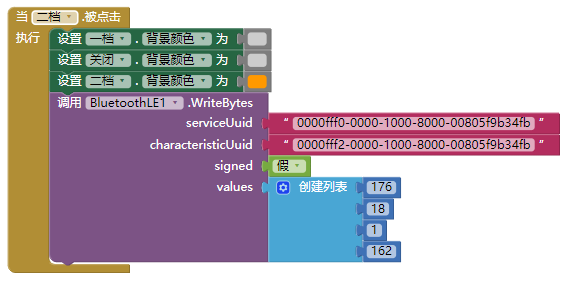 当 二档 .被点击
执行 设置 一档 . 背景颜色 为
设置 关闭 . 背景颜色 为
设置 二档 . 背景颜色 为
调用 BluetoothLE1 .WriteBytes
serviceUuid “ 0000fff0-0000-1000-8000-00805f9b34fb ”
characteristicUuid “ 0000fff2-0000-1000-8000-00805f9b34fb ”
signed 假
values 创建列表 176
18
1
162